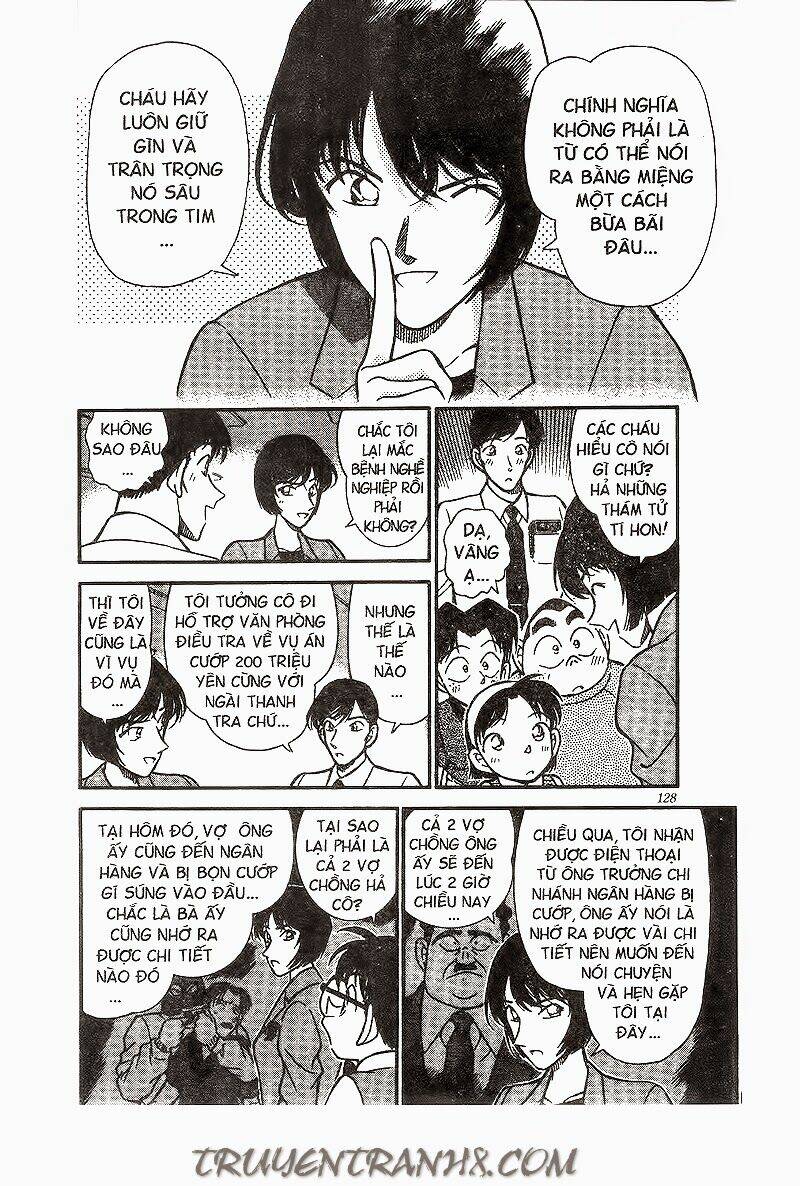 CHÍNH NGHĨA
KHÔNG PHẢI LÀ
TỪ CÓ THỂ NÓI
RA BẰNG MIỆNG
MỘT CÁCH
BỪA BÃI
ĐÂU...
CHÁU HÃY
LUÔN GIỮ
GÌN VÀ
TRÂN TRỌNG
NÓ SÂU
TRONG TIM
...
CÁC CHÁU
HIỂU CÔ NÓI
GÌ CHỨ?
HẢ NHỮNG
THÁM TỬ
TÍ HON!
DẠ,
VÂNG
Ạ...
CHẮC TÔI
LẠI MẮC
BỆNH NGHỀ
NGHIỆP RỒI
PHẢI
KHÔNG?
KHÔNG
SAO ĐÂU
...
NHƯNG
THẾ LÀ
THẾ
NÀO
...
TÔI TƯỞNG CÔ ĐI
HỔ TRỢ VĂN PHÒNG
ĐIỀU TRA VỀ VỤ ÁN
CƯỚP 200 TRIỆU
YÊN CŨNG VỚI
NGÀI THANH
TRA CHỨ...
THÌ TÔI
VỀ ĐÂY
CŨNG LÀ
VÌ VỤ
ĐÓ MÀ
...
128
CHIỀU QUA, TÔI NHẬN
ĐƯỢC ĐIỆN THOẠI
TỪ ÔNG TRƯỞNG CHI
NHÁNH NGÂN HÀNG BỊ
CƯỚP, ÔNG ẤY NÓI LÀ
NHỚ RA ĐƯỢC VÀI CHI
TIẾT NÊN MUỐN ĐẾN
NÓI CHUYỆN
VÀ HẸN GẶP
TÔI TẠI
ĐÂY...
CẢ 2 VỢ
CHỒNG ÔNG
ẤY SẼ ĐẾN
LÚC 2 GIỜ
CHIỀU NAY
...
TẠI SAO
LẠI PHẢI LÀ
CẢ 2 VỢ
CHỒNG HẢ
CÔ?
TẠI HÔM ĐÓ, VỢ ÔNG
ẤY CŨNG ĐẾN NGÂN
HÀNG VÀ BỊ BỌN CƯỚP
GÍ SÚNG VÀO ĐẦU...
CHẮC LÀ BÀ ẤY
CŨNG NHỚ RA
ĐƯỢC CHI TIẾT
NÀO ĐÓ
...
TRUYENTRANH8.COM